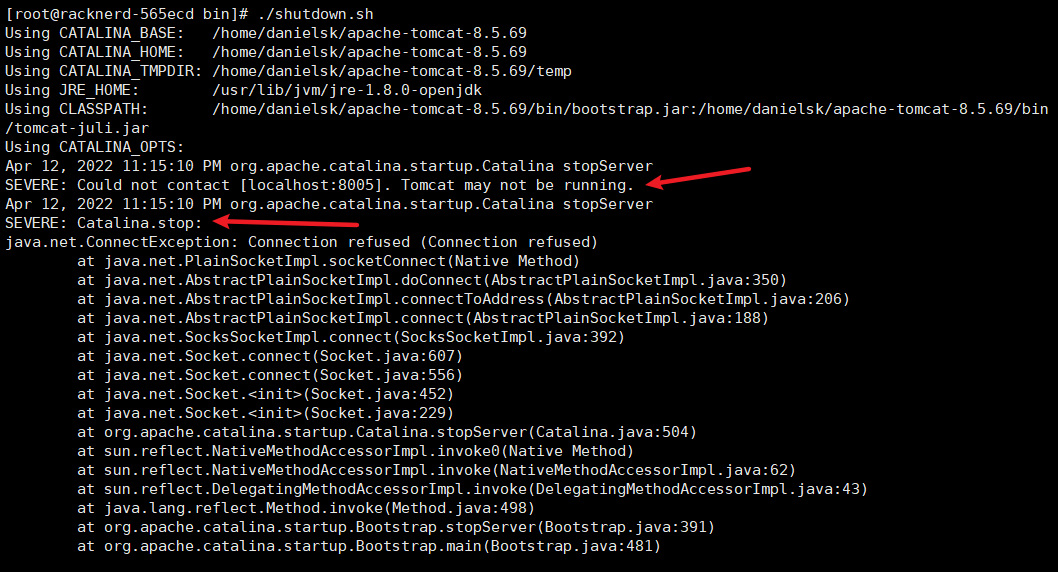 [root@racknerd-565ecd bin]# ./shutdown.sh
Using CATALINA_BASE:   /home/danielsk/apache-tomcat-8.5.69
Using CATALINA_HOME:   /home/danielsk/apache-tomcat-8.5.69
Using CATALINA_TMPDIR: /home/danielsk/apache-tomcat-8.5.69/temp
Using JRE_HOME:        /usr/lib/jvm/jre-1.8.0-openjdk
Using CLASSPATH:       /home/danielsk/apache-tomcat-8.5.69/bin/bootstrap.jar:/home/danielsk/apache-tomcat-8.5.69/bin
/tomcat-juli.jar
Using CATALINA_OPTS:
Apr 12, 2022 11:15:10 PM org.apache.catalina.startup.Catalina stopServer
SEVERE: Could not contact [localhost:8005]. Tomcat may not be running.
Apr 12, 2022 11:15:10 PM org.apache.catalina.startup.Catalina stopServer
SEVERE: Catalina.stop:
java.net.ConnectException: Connection refused (Connection refused)
        at java.net.PlainSocketImpl.socketConnect(Native Method)
        at java.net.AbstractPlainSocketImpl.doConnect(AbstractPlainSocketImpl.java:350)
        at java.net.AbstractPlainSocketImpl.connectToAddress(AbstractPlainSocketImpl.java:206)
        at java.net.AbstractPlainSocketImpl.connect(AbstractPlainSocketImpl.java:188)
        at java.net.SocksSocketImpl.connect(SocksSocketImpl.java:392)
        at java.net.Socket.connect(Socket.java:607)
        at java.net.Socket.connect(Socket.java:556)
        at java.net.Socket.<init>(Socket.java:452)
        at java.net.Socket.<init>(Socket.java:229)
        at org.apache.catalina.startup.Catalina.stopServer(Catalina.java:504)
        at sun.reflect.NativeMethodAccessorImpl.invoke0(Native Method)
        at sun.reflect.NativeMethodAccessorImpl.invoke(NativeMethodAccessorImpl.java:62)
        at sun.reflect.DelegatingMethodAccessorImpl.invoke(DelegatingMethodAccessorImpl.java:43)
        at java.lang.reflect.Method.invoke(Method.java:498)
        at org.apache.catalina.startup.Bootstrap.stopServer(Bootstrap.java:391)
        at org.apache.catalina.startup.Bootstrap.main(Bootstrap.java:481)